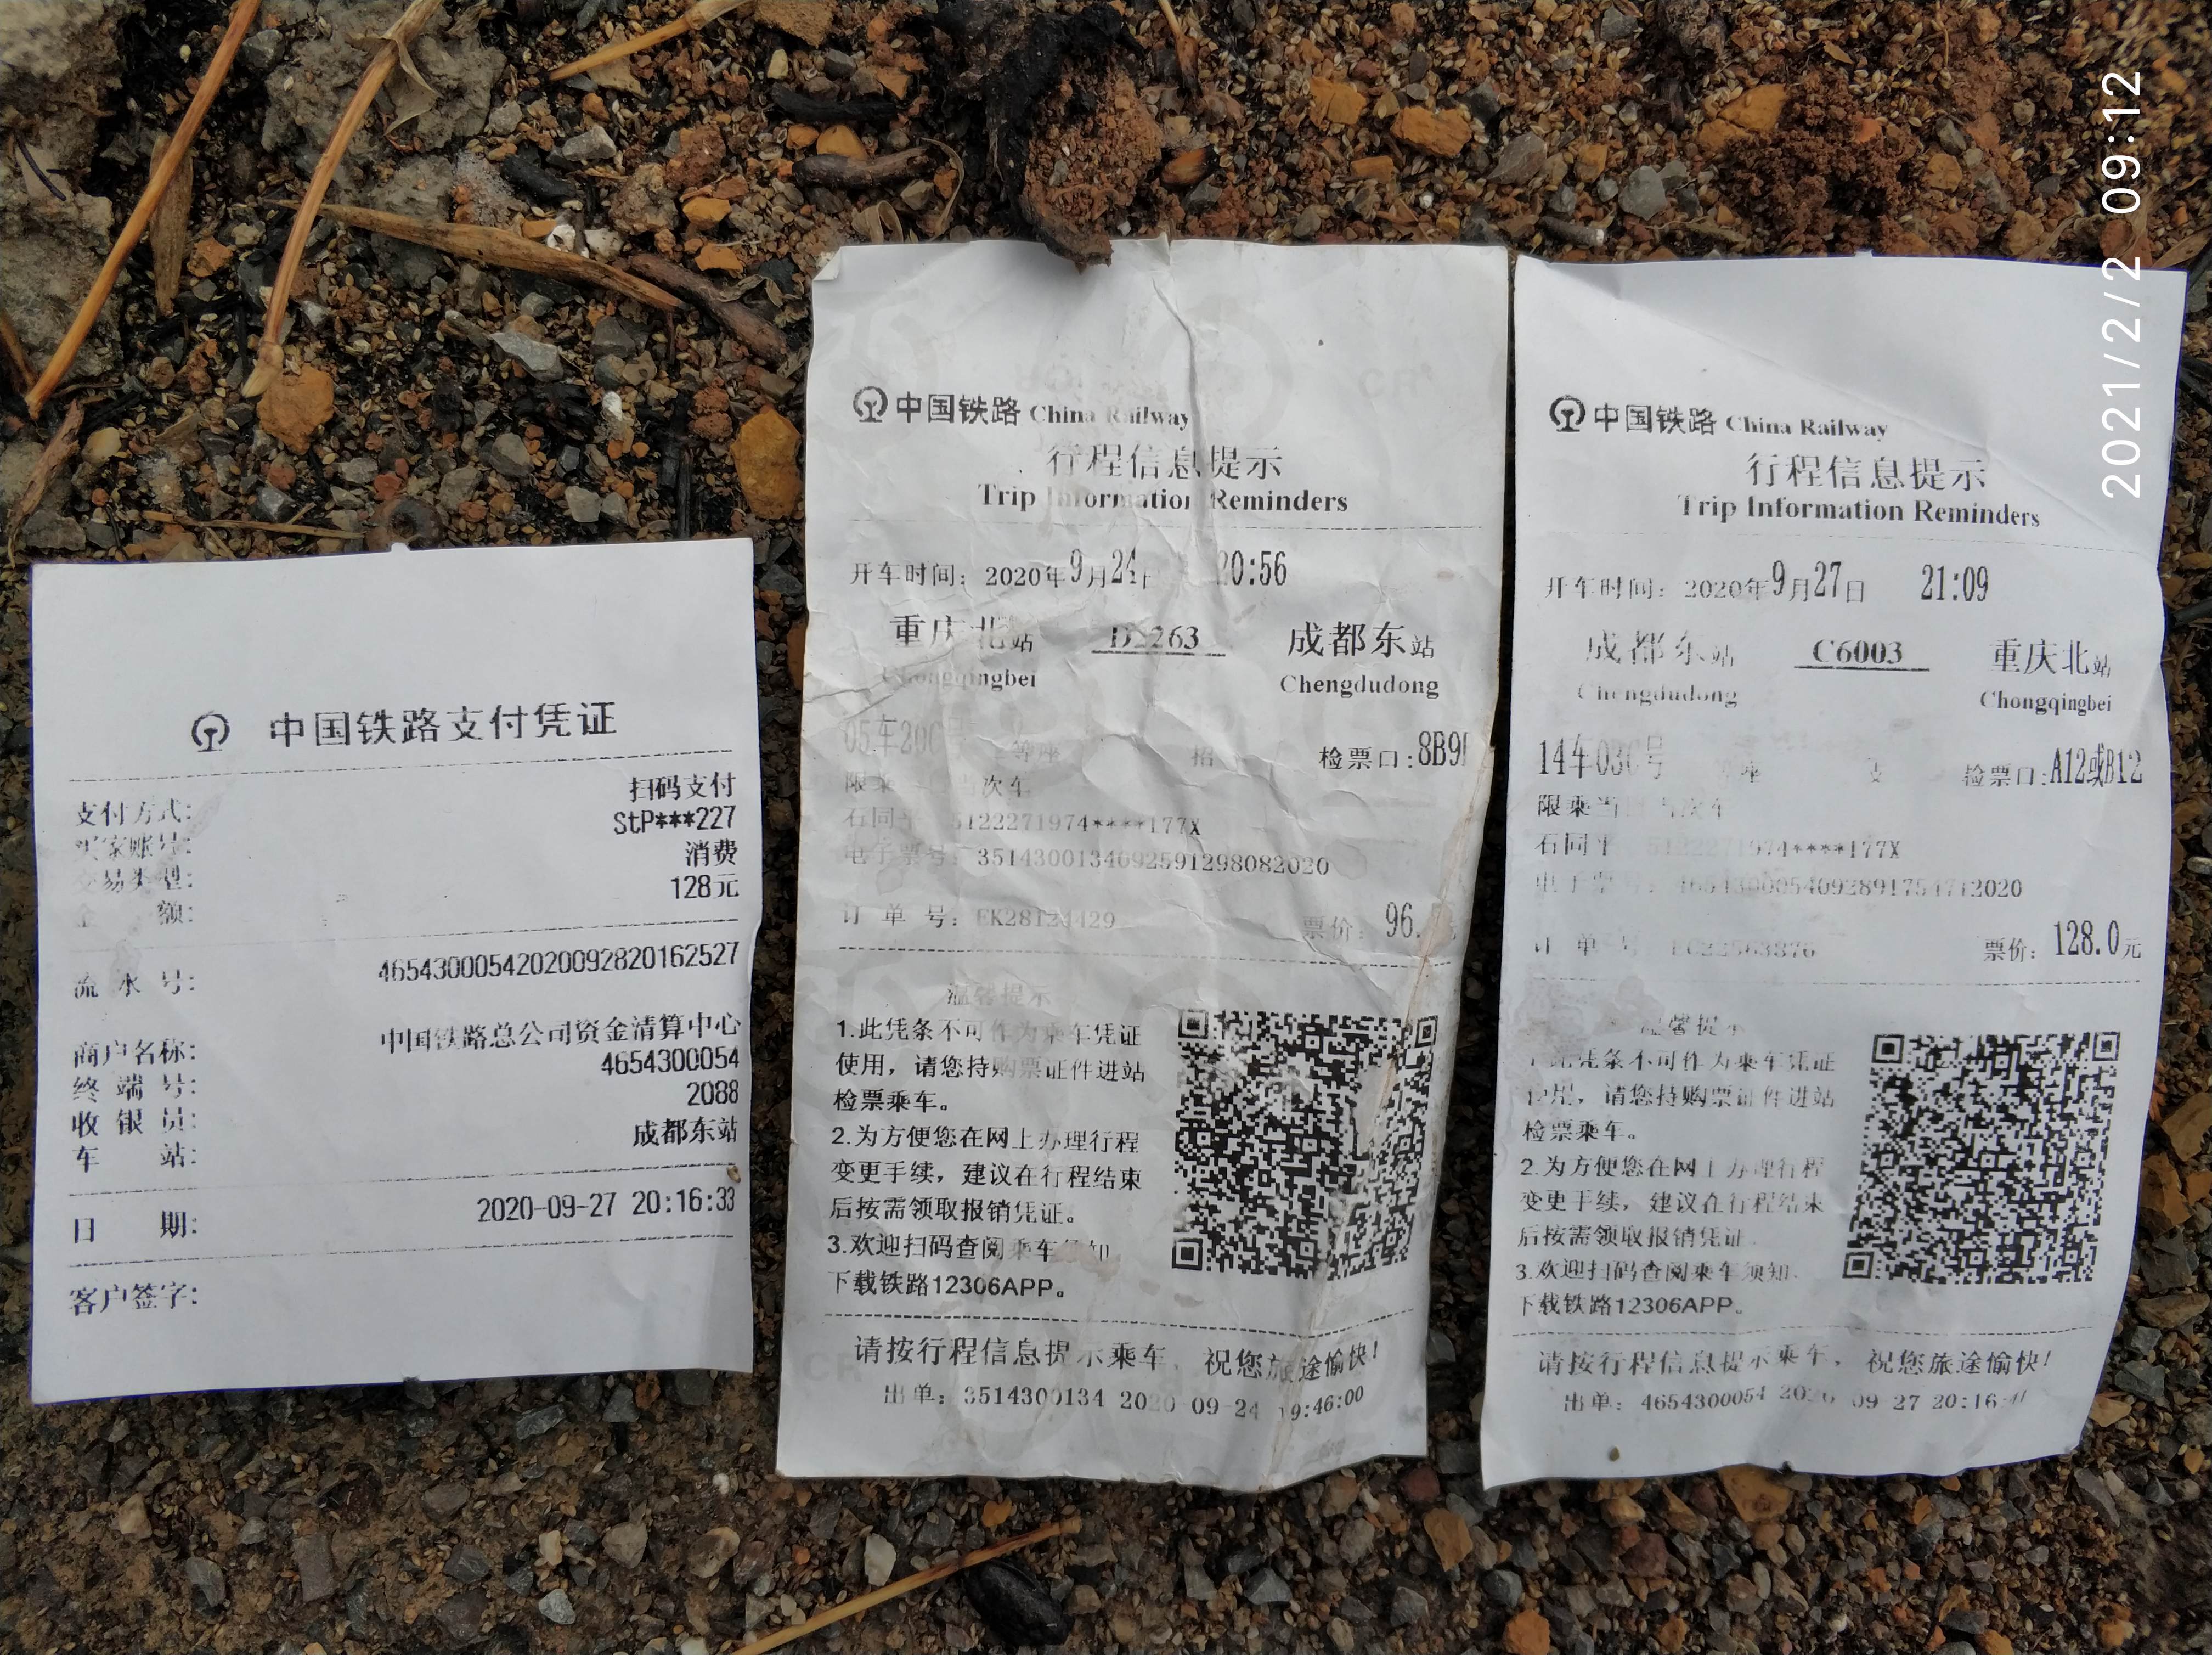 中国铁路支付凭证
支付方式: 扫码支付
买家账号: StP***227
交易类型: 消费
金 额: 128元
流 水 号: 46543000542020092820162527
商户名称: 中国铁路总公司资金清算中心
终 端 号: 4654300054
收 银 员: 2088
车 站: 成都东站
日 期: 2020-09-27 20:16:33
客户签字:
中国铁路 China Railway
行程信息提示
Trip Information Reminders
开车时间: 2020年9月24日 20:56
重庆北站 D2263 成都东站
Chongqingbei Chengdudong
05车20C号 等座 检票口:8B9
限乘 当次车
石同平 5122271974****177X
电子票号: 3514300134092591298082020
订 单 号: EK28124429 票价: 96.
温馨提示
1.此凭条不可作为乘车凭证
使用，请您持购票证件进站
检票乘车。
2.为方便您在网上办理行程
变更手续，建议在行程结束
后按需领取报销凭证。
3.欢迎扫码查阅乘车须知.
下载铁路12306APP。
请按行程信息提示乘车，祝您旅途愉快!
出单: 3514300134 2020 09-24 19:46:00
中国铁路 China Railway
行程信息提示
Trip Information Reminders
开车时间: 2020年9月27日 21:09
成都东站 C6003 重庆北站
Chengdudong Chongqingbei
14车03C号 座 检票口:A12或B12
限乘当日当次车
石同平 5122271974****177X
电子票号: 4654300054092891754712020
订 单 号 票价: 128.0元
温馨提示
1.此凭条不可作为乘车凭证
使用，请您持购票证件进站
检票乘车。
2.为方便您在网上办理行程
变更手续，建议在行程结束
后按需领取报销凭证
3.欢迎扫码查阅乘车须知.
下载铁路12306APP。
请按行程信息提示乘车，祝您旅途愉快!
出单: 4654300054 2020 09 27 20:16
2021/2/2 09:12